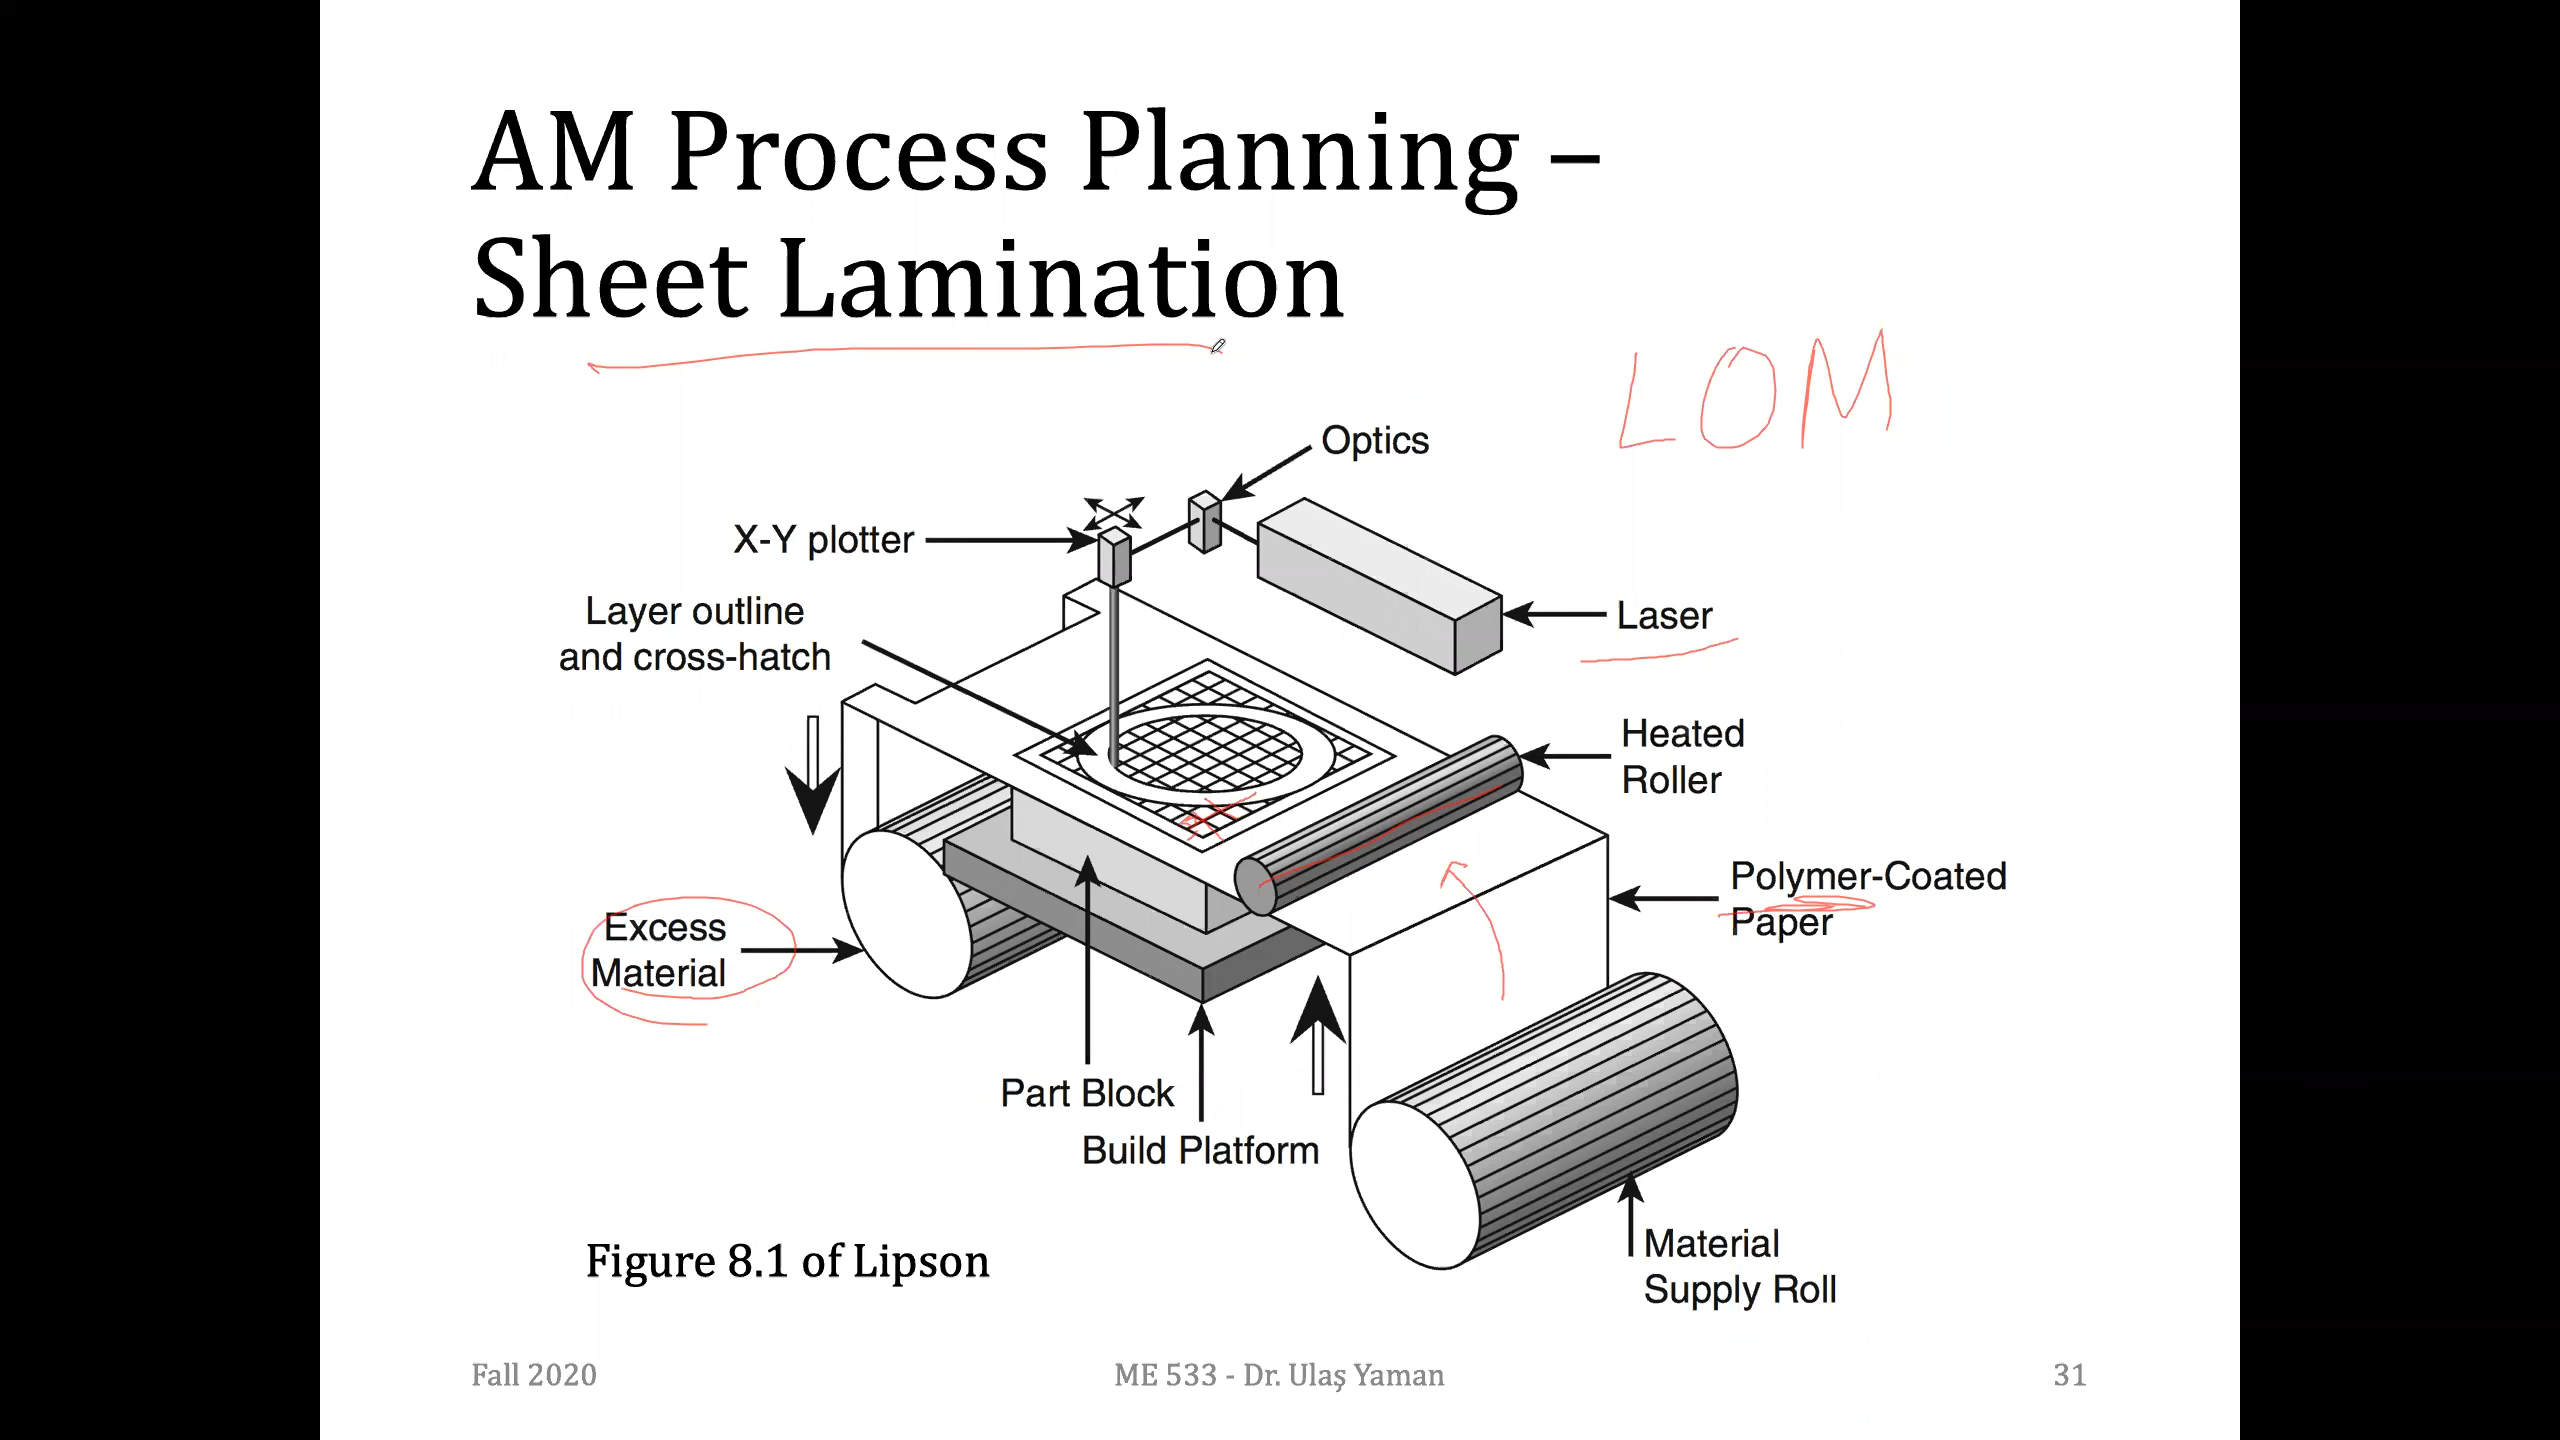 AM Process Planning –
Sheet Lamination
LOM
Optics
X-Y plotter
Layer outline
and cross-hatch
Laser
Heated
Roller
Polymer-Coated
Paper
Excess
Material
Part Block
Build Platform
Material
Supply Roll
Figure 8.1 of Lipson
Fall 2020
ME 533 - Dr. Ulaş Yaman
31